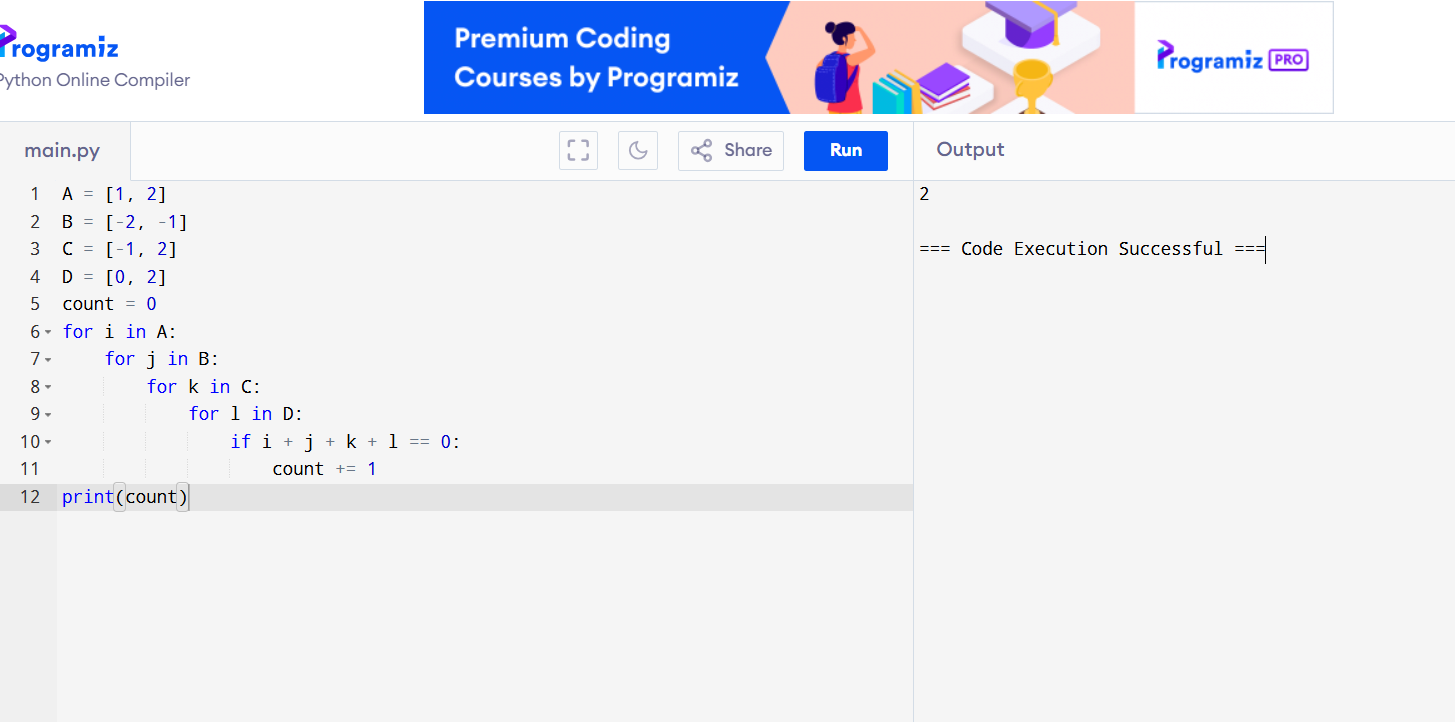 Programiz
Python Online Compiler
Premium Coding
Courses by Programiz
Programiz PRO
main.py
Share
Run
Output
1 A = [1, 2]
2 B = [-2, -1]
3 C = [-1, 2]
4 D = [0, 2]
5 count = 0
6 for i in A:
7     for j in B:
8         for k in C:
9             for l in D:
10                 if i + j + k + l == 0:
11                     count += 1
12 print(count)
2
=== Code Execution Successful ===